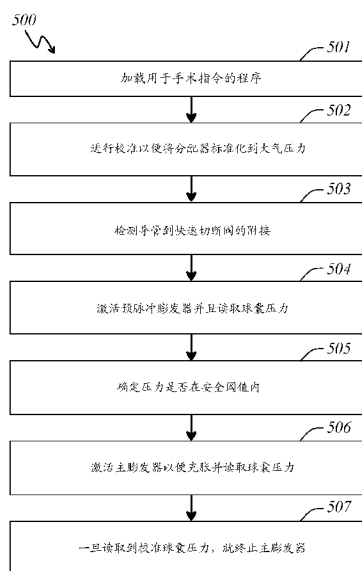 500
501
加载用于手术指令的程序
502
进行校准以便将分配器标准化到大气压力
503
检测导管到快速切断阀的附接
504
激活预脉冲膨发器并且读取球囊压力
505
确定压力是否在安全阈值内
506
激活主膨发器以便充胀并读取球囊压力
507
一旦读取到校准球囊压力，就终止主膨发器